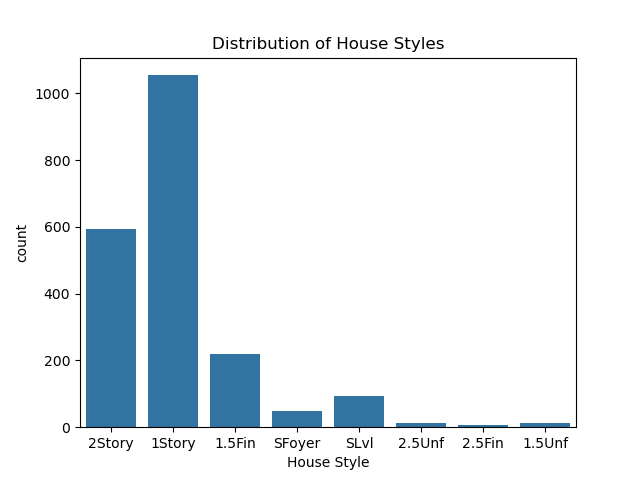 Distribution of House Styles
1000
800
600
400
200
0
count
2Story 1Story 1.5Fin SFoyer SLvl 2.5Unf 2.5Fin 1.5Unf
House Style